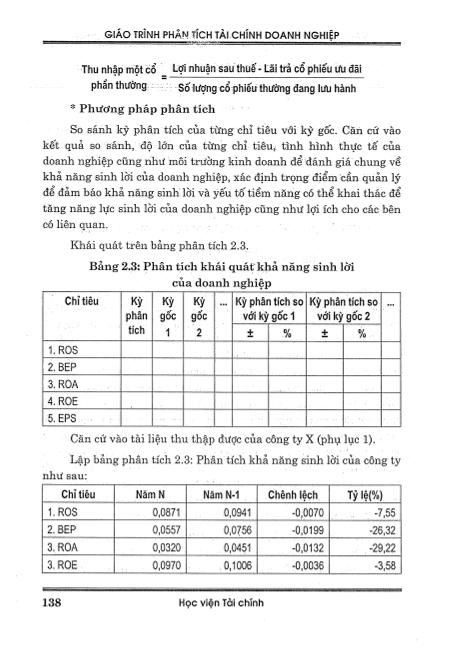 GIÁO TRÌNH PHÂN TÍCH TÀI CHÍNH DOANH NGHIỆP
Thu nhập một cổ phần thường = Lợi nhuận sau thuế - Lãi trả cổ phiếu ưu đãi
Số lượng cổ phiếu thường đang lưu hành
* Phương pháp phân tích
So sánh kỳ phân tích của từng chỉ tiêu với kỳ gốc. Căn cứ vào
kết quả so sánh, độ lớn của từng chỉ tiêu, tình hình thực tế của
doanh nghiệp cũng như môi trường kinh doanh để đánh giá chung về
khả năng sinh lời của doanh nghiệp, xác định trọng điểm cần quản lý
để đảm bảo khả năng sinh lời và yếu tố tiềm năng có thể khai thác để
tăng năng lực sinh lời của doanh nghiệp cũng như lợi ích cho các bên
có liên quan.
Khái quát trên bảng phân tích 2.3.
Bảng 2.3: Phân tích khái quát khả năng sinh lời
của doanh nghiệp
Chỉ tiêu Kỳ phân tích Kỳ gốc 1 Kỳ gốc 2 ... Kỳ phân tích so với kỳ gốc 1 Kỳ phân tích so với kỳ gốc 2 ...
± % ± %
1. ROS
2. BEP
3. ROA
4. ROE
5. EPS
Căn cứ vào tài liệu thu thập được của công ty X (phụ lục 1).
Lập bảng phân tích 2.3: Phân tích khả năng sinh lời của công ty
như sau:
Chỉ tiêu Năm N Năm N-1 Chênh lệch Tỷ lệ(%)
1. ROS 0,0871 0,0941 -0,0070 -7,55
2. BEP 0,0557 0,0756 -0,0199 -26,32
3. ROA 0,0320 0,0451 -0,0132 -29,22
3. ROE 0,0970 0,1006 -0,0036 -3,58
138 Học viện Tài chính